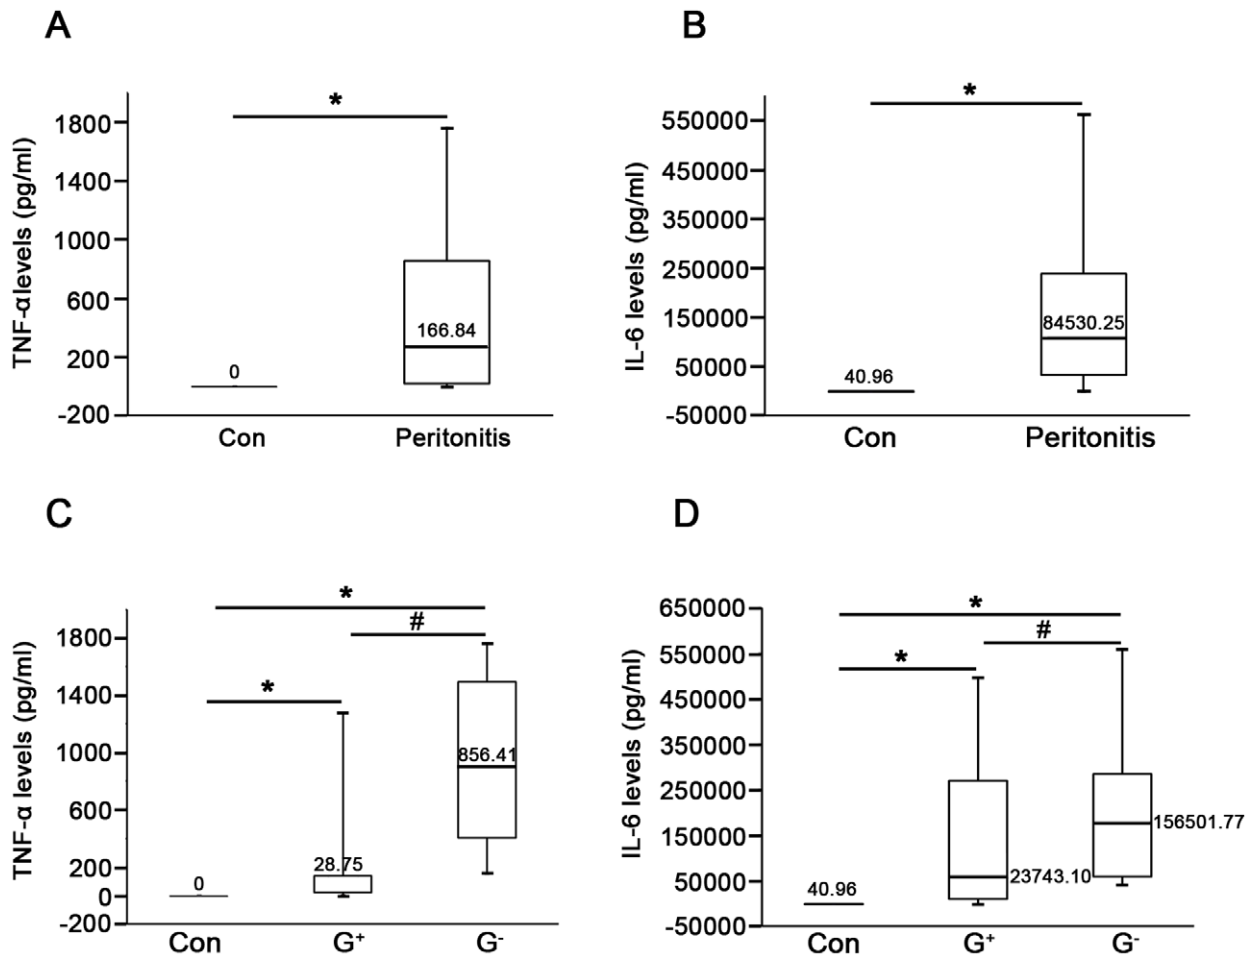 A
TNF-αlevels (pg/ml)
1800
1400
1000
600
200
-200
*
0
166.84
Con
Peritonitis
B
IL-6 levels (pg/ml)
550000
450000
350000
250000
150000
50000
-50000
*
40.96
84530.25
Con
Peritonitis
C
TNF-α levels (pg/ml)
1800
1400
1000
600
200
0
-200
*
#
*
0
28.75
856.41
Con
G⁺
G⁻
D
IL-6 levels (pg/ml)
650000
550000
450000
350000
250000
150000
50000
-50000
*
#
*
40.96
23743.10
156501.77
Con
G⁺
G⁻